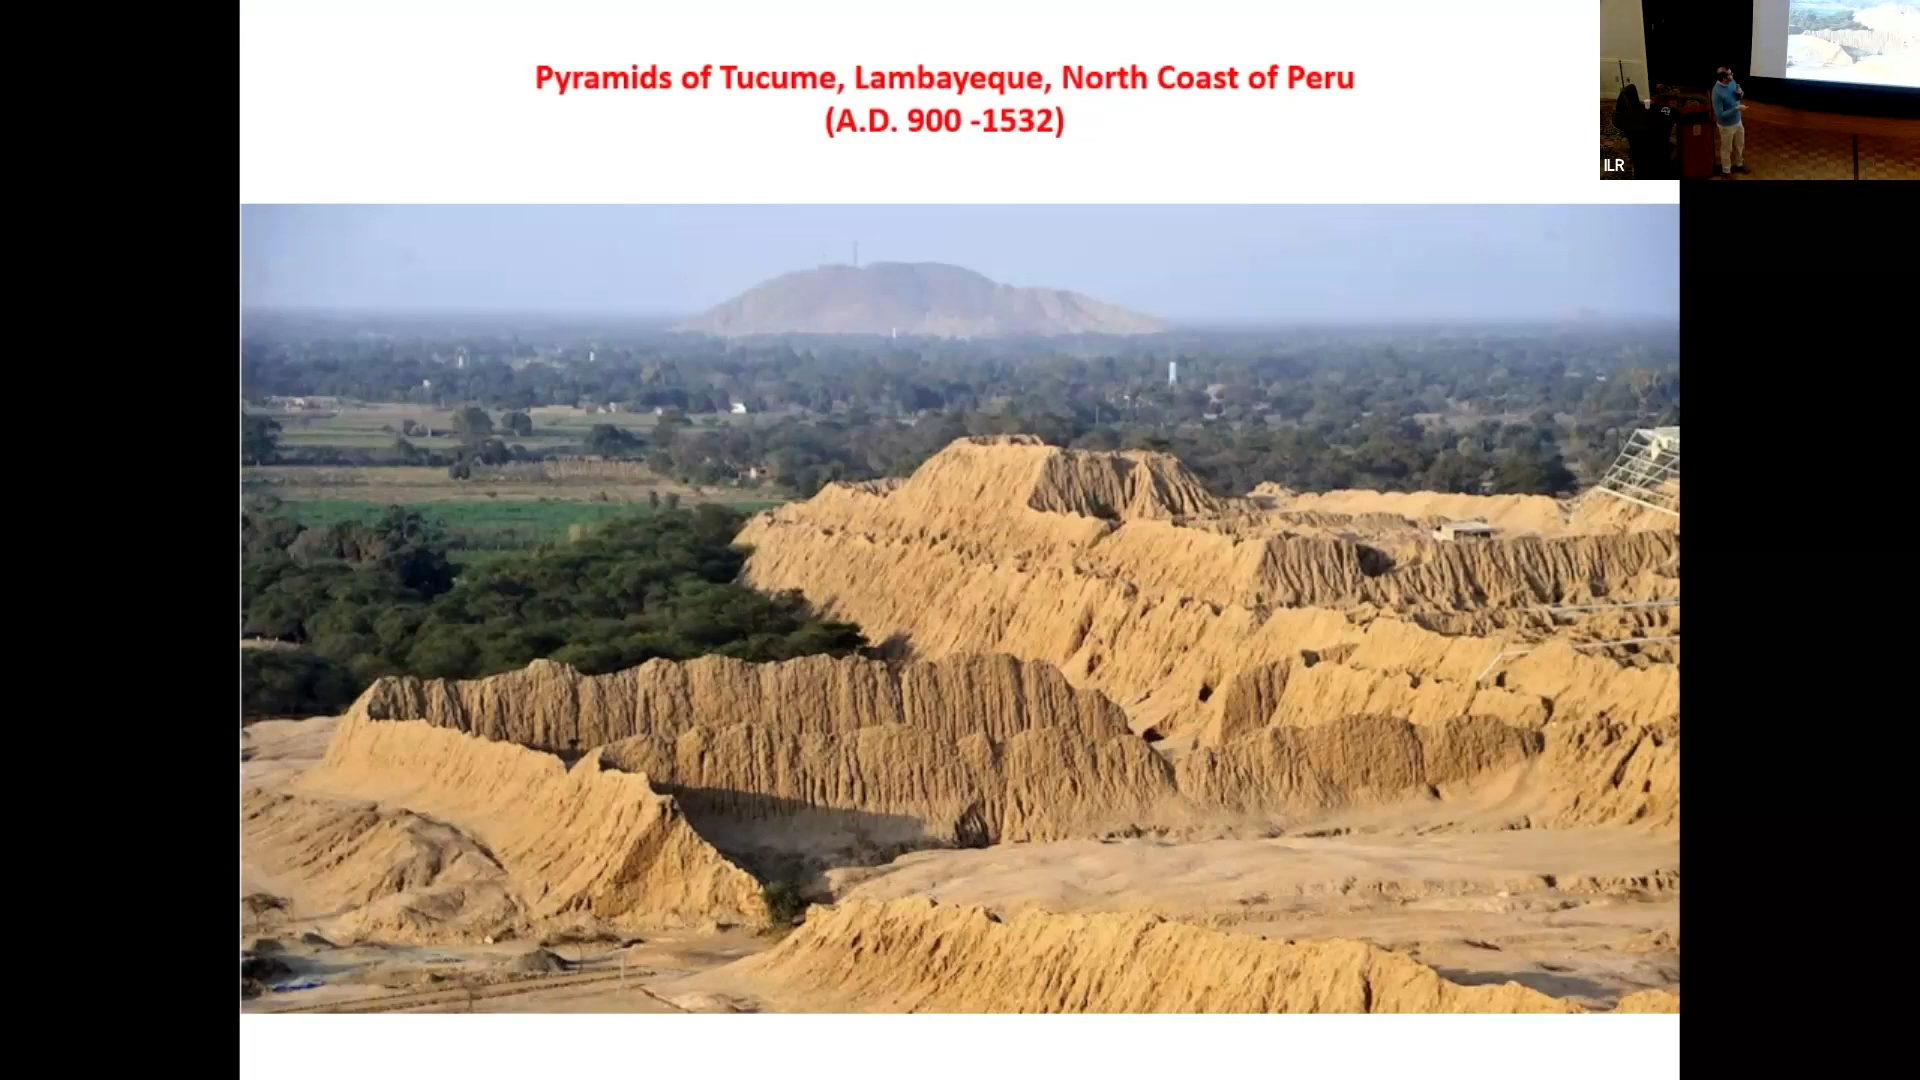 Pyramids of Tucume, Lambayeque, North Coast of Peru
(A.D. 900 -1532)
ILR